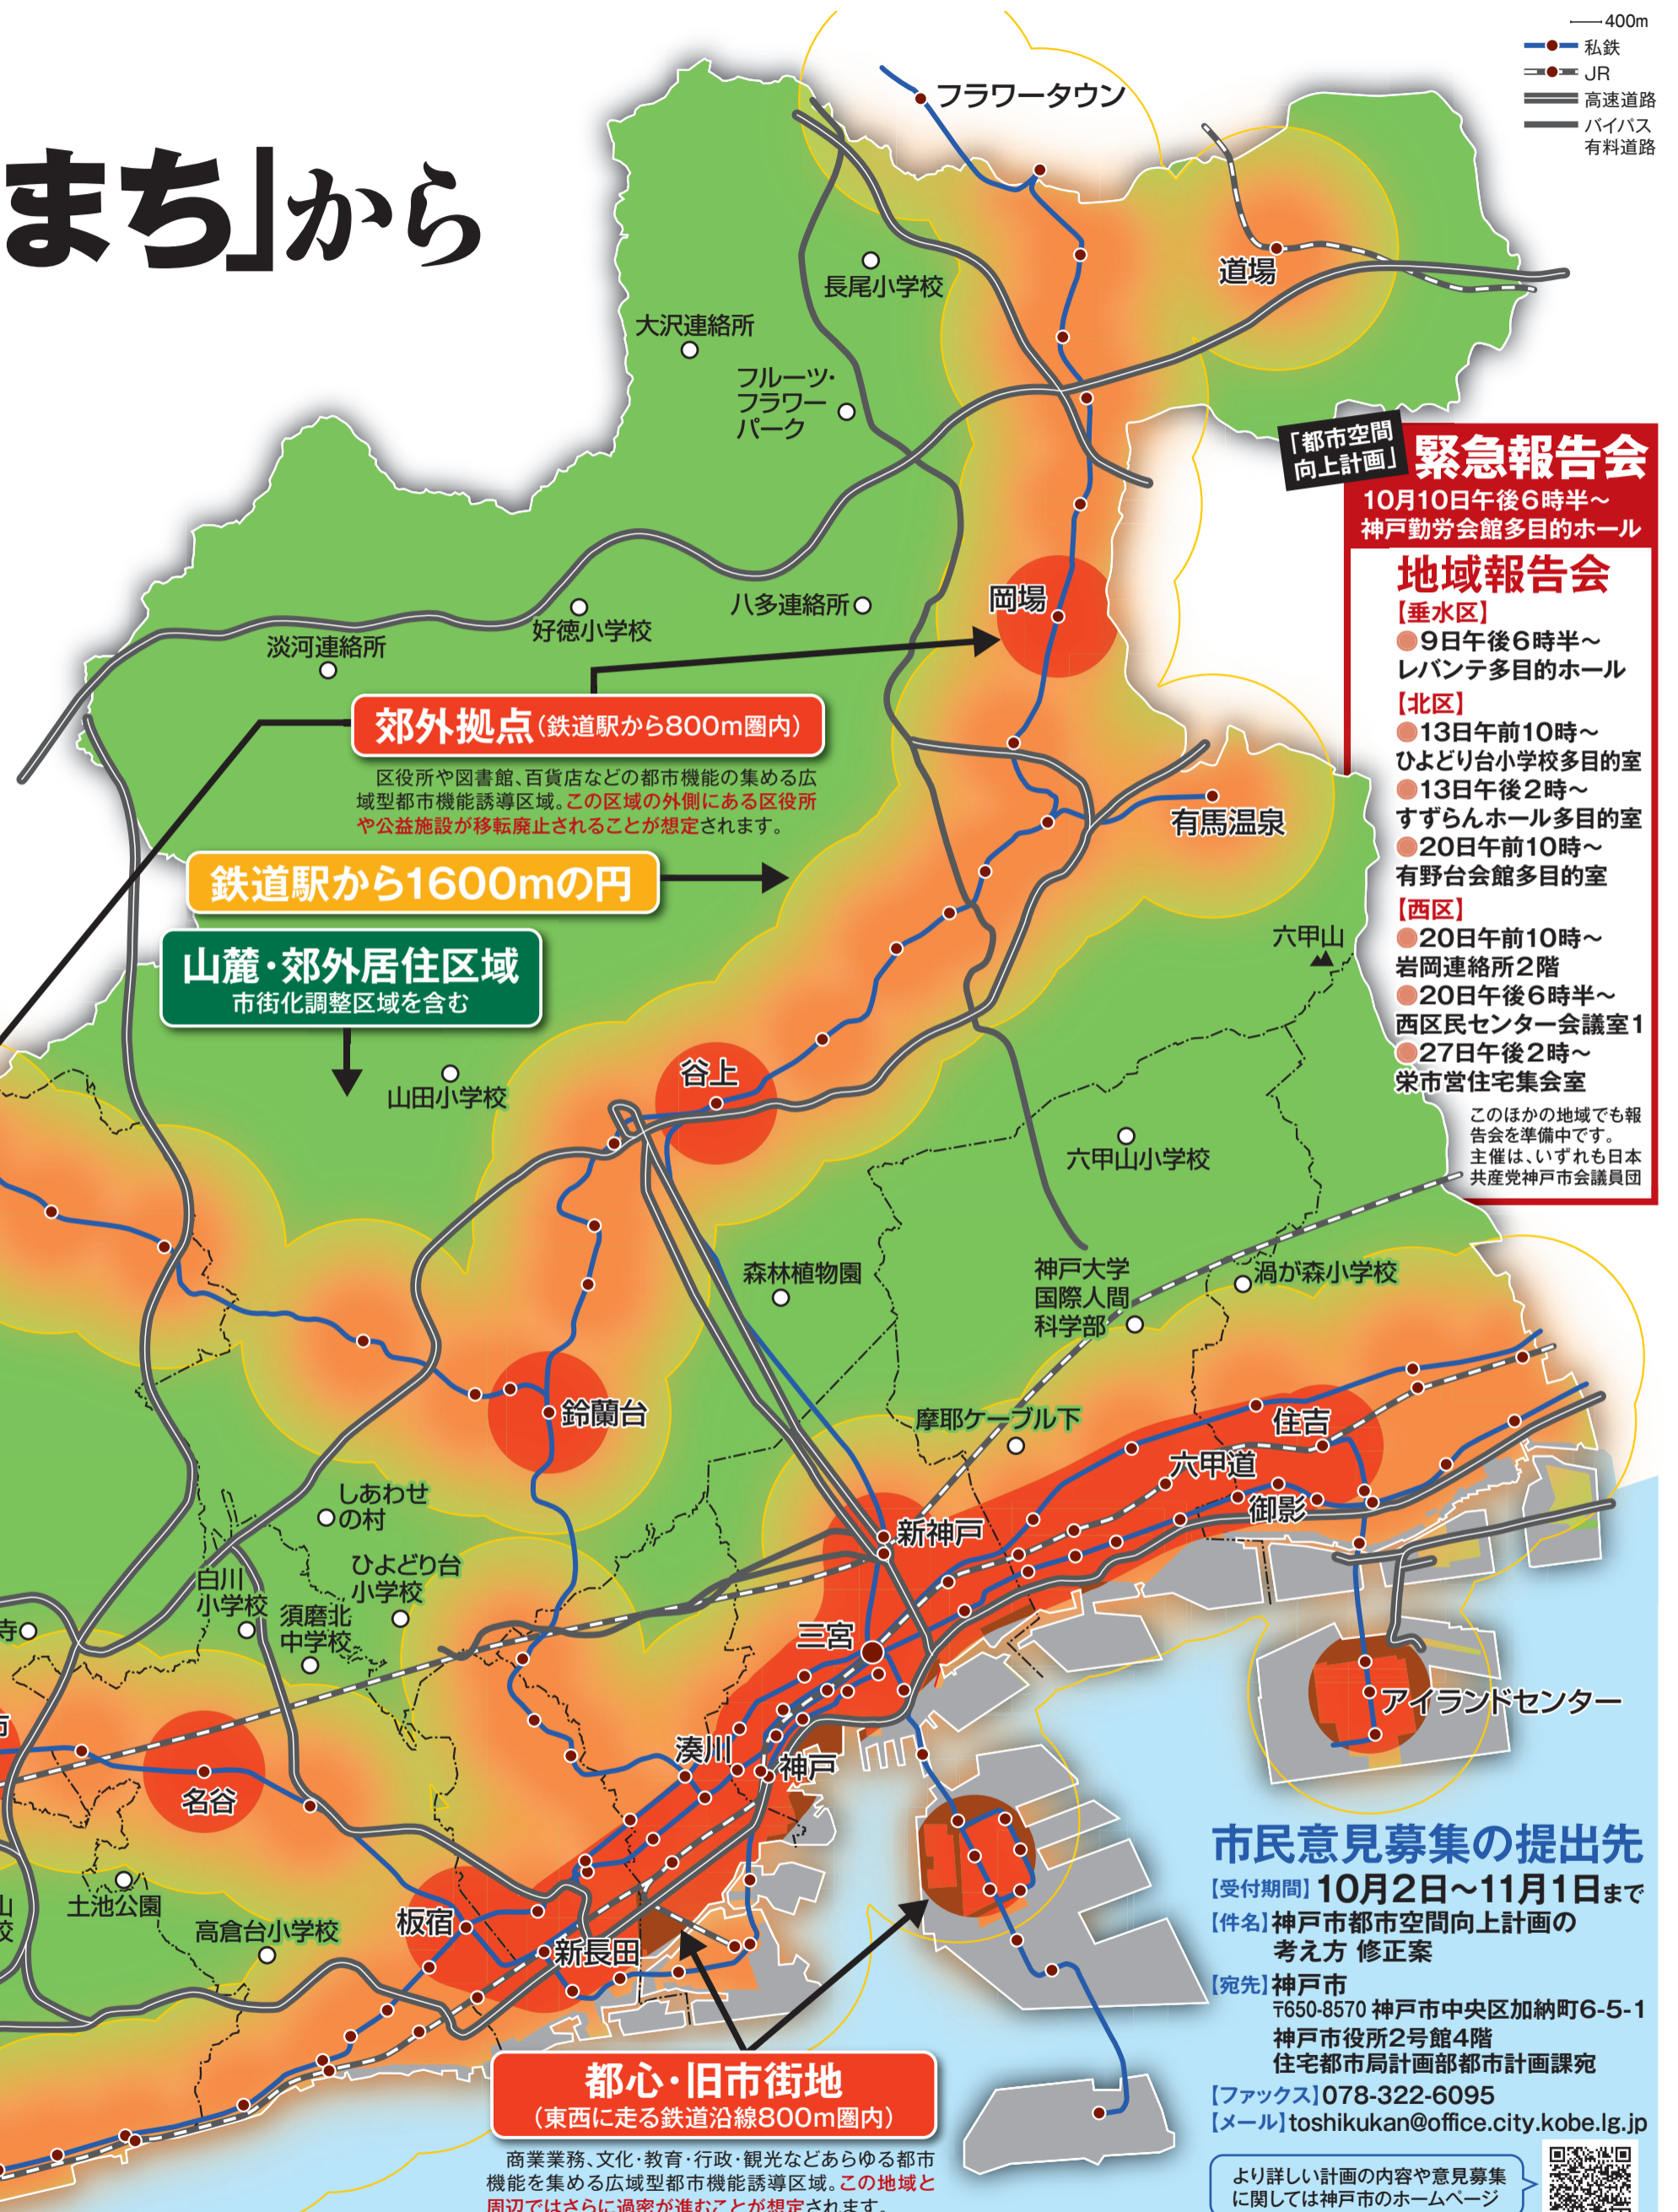 400m
私鉄
JR
高速道路
バイパス
有料道路
まち」から
フラワータウン
道場
長尾小学校
大沢連絡所
フルーツ・
フラワー
パーク
「都市空間
向上計画」
緊急報告会
10月10日午後6時半～
神戸勤労会館多目的ホール
地域報告会
【垂水区】
●9日午後6時半～
レバンテ多目的ホール
【北区】
●13日午前10時～
ひよどり台小学校多目的室
●13日午後2時～
すずらんホール多目的室
●20日午前10時～
有野台会館多目的室
【西区】
●20日午前10時～
岩岡連絡所2階
●20日午後6時半～
西区民センター会議室1
●27日午後2時～
栄市営住宅集会室
このほかの地域でも報
告会を準備中です。
主催は、いずれも日本
共産党神戸市会議員団
岡場
八多連絡所
好徳小学校
淡河連絡所
郊外拠点(鉄道駅から800m圏内)
区役所や図書館、百貨店などの都市機能の集める広
域型都市機能誘導区域。この区域の外側にある区役所
や公益施設が移転廃止されることが想定されます。
有馬温泉
鉄道駅から1600mの円
山麓・郊外居住区域
市街化調整区域を含む
六甲山
谷上
山田小学校
六甲山小学校
森林植物園
神戸大学
国際人間
科学部
渦が森小学校
鈴蘭台
摩耶ケーブル下
住吉
六甲道
御影
しあわせ
の村
新神戸
ひよどり台
小学校
白川
小学校
須磨北
中学校
寺
三宮
アイランドセンター
湊川
神戸
名谷
土池公園
山
校
高倉台小学校
板宿
新長田
都心・旧市街地
(東西に走る鉄道沿線800m圏内)
商業業務、文化・教育・行政・観光などあらゆる都市
機能を集める広域型都市機能誘導区域。この地域と
周辺ではさらに過密が進むことが想定されます。
市民意見募集の提出先
【受付期間】10月2日～11月1日まで
【件名】神戸市都市空間向上計画の
考え方 修正案
【宛先】神戸市
〒650-8570 神戸市中央区加納町6-5-1
神戸市役所2号館4階
住宅都市局計画部都市計画課宛
【ファックス】078-322-6095
【メール】toshikukan@office.city.kobe.lg.jp
より詳しい計画の内容や意見募集
に関しては神戸市のホームページ